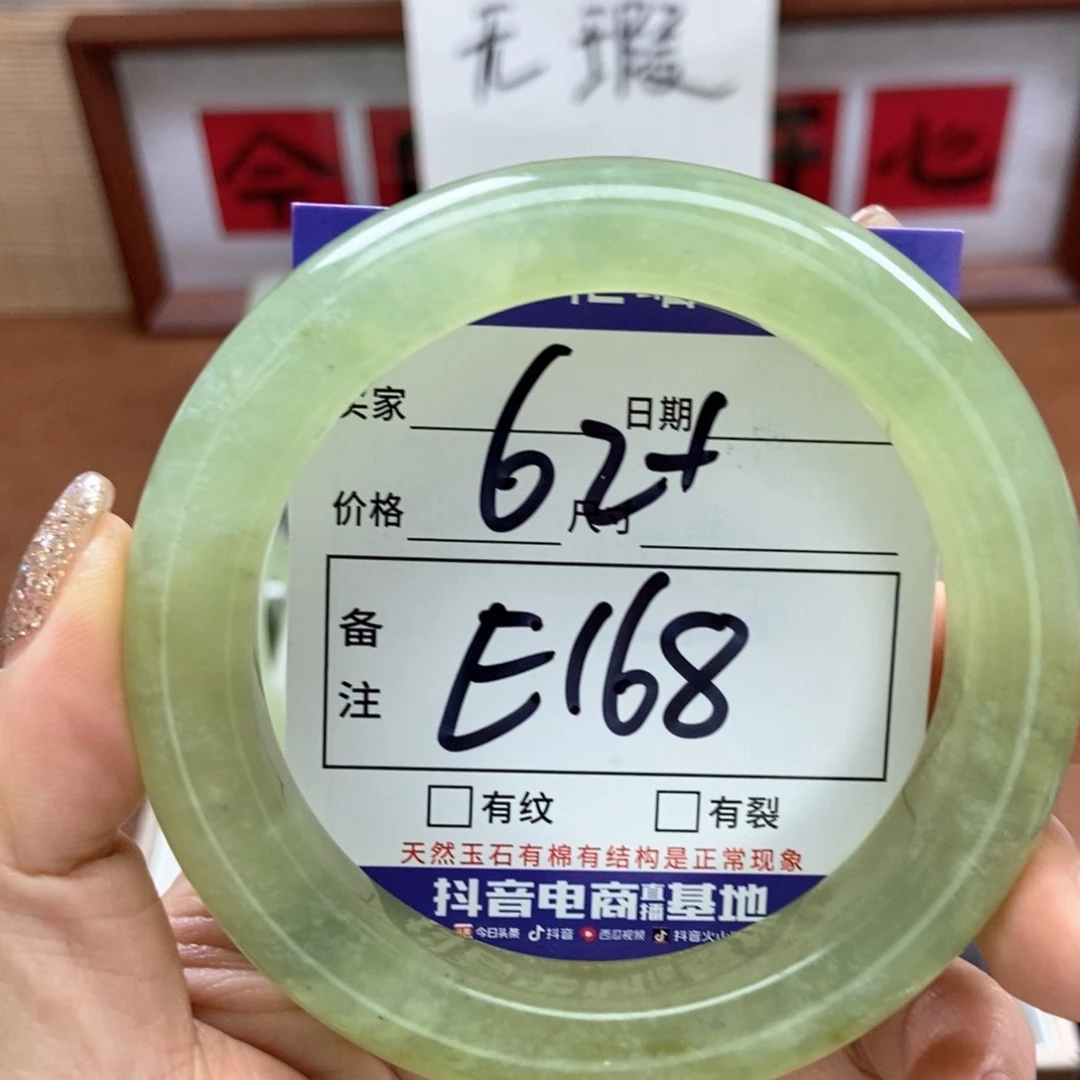 无瑕
今 心
家 日期
62+
价格 尺寸
备注
E168
有纹 有裂
天然玉石有棉有结构是正常现象
抖音电商直播基地
今日头条 抖音 西瓜视频 抖音火山